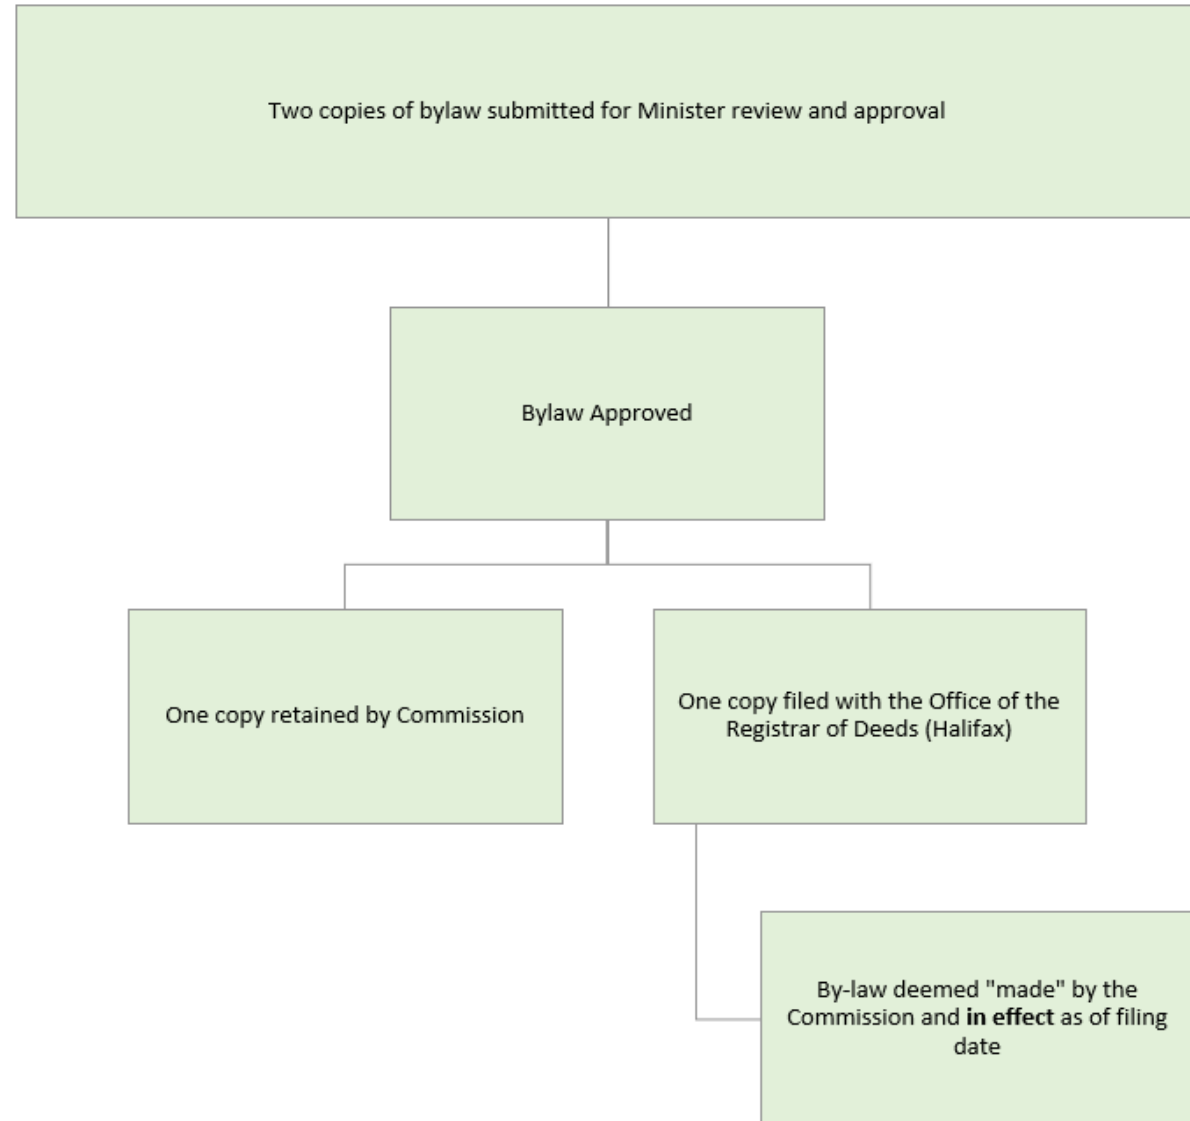 Two copies of bylaw submitted for Minister review and approval
Bylaw Approved
One copy retained by Commission
One copy filed with the Office of the
Registrar of Deeds (Halifax)
By-law deemed "made" by the
Commission and in effect as of filing
date